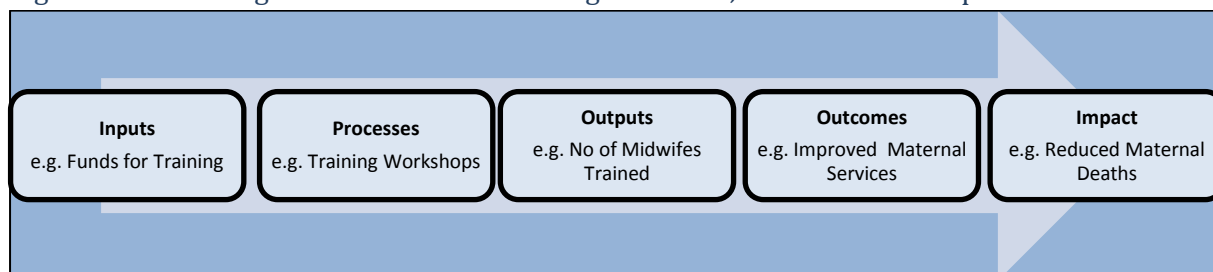 Inputs
e.g. Funds for Training
Processes
e.g. Training Workshops
Outputs
e.g. No of Midwifes
Trained
Outcomes
e.g. Improved Maternal
Services
Impact
e.g. Reduced Maternal
Deaths